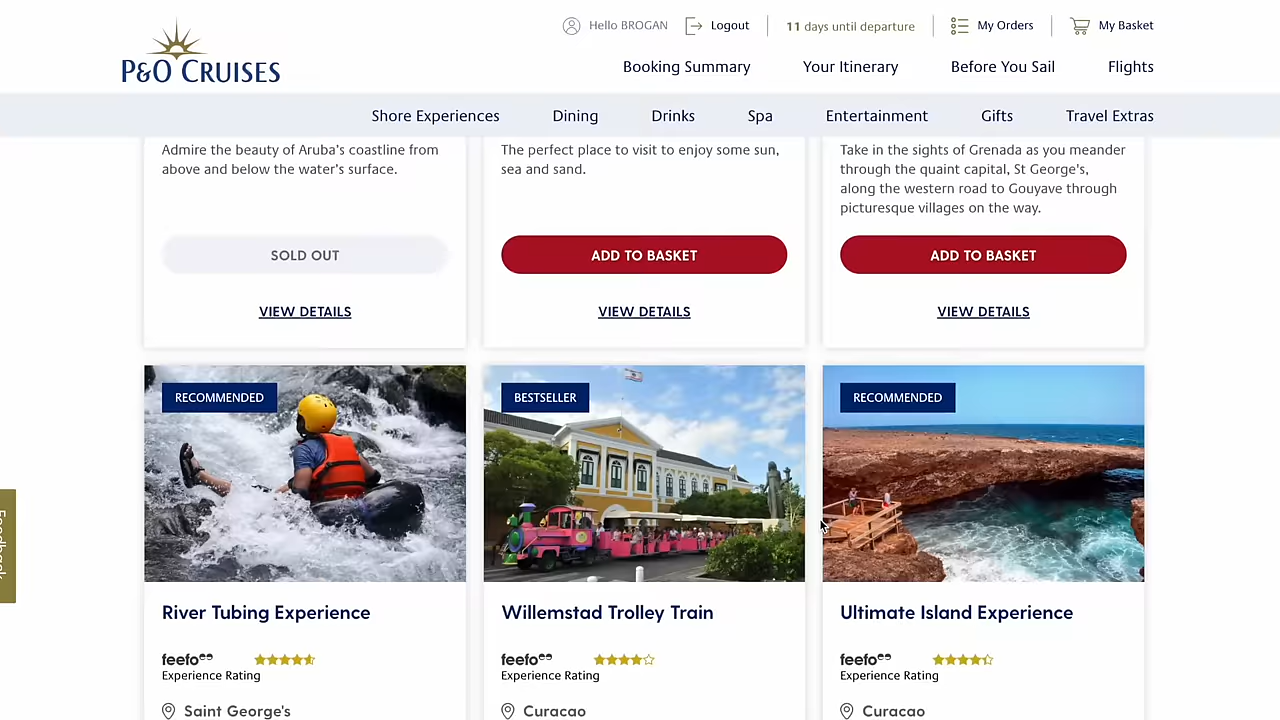 Hello BROGAN
Logout
11 days until departure
My Orders
My Basket
P&O CRUISES
Booking Summary
Your Itinerary
Before You Sail
Flights
Shore Experiences
Dining
Drinks
Spa
Entertainment
Gifts
Travel Extras
Admire the beauty of Aruba's coastline from
above and below the water's surface.
SOLD OUT
VIEW DETAILS
The perfect place to visit to enjoy some sun,
sea and sand.
ADD TO BASKET
VIEW DETAILS
Take in the sights of Grenada as you meander
through the quaint capital, St George's,
along the western road to Gouyave through
picturesque villages on the way.
ADD TO BASKET
VIEW DETAILS
Feedback
RECOMMENDED
River Tubing Experience
feefo
Experience Rating
Saint George's
BESTSELLER
Willemstad Trolley Train
feefo
Experience Rating
Curacao
RECOMMENDED
Ultimate Island Experience
feefo
Experience Rating
Curacao